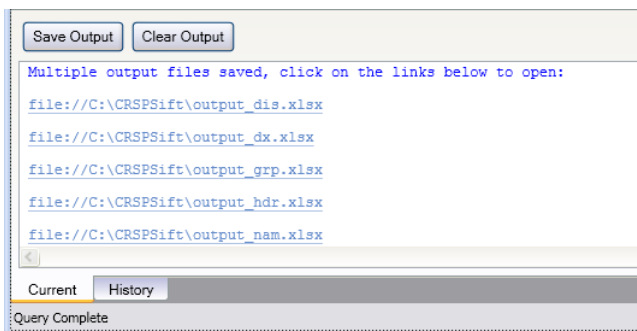 Save Output Clear Output
Multiple output files saved, click on the links below to open:
file://C:\CRSPSift\output_dis.xlsx
file://C:\CRSPSift\output_dx.xlsx
file://C:\CRSPSift\output_grp.xlsx
file://C:\CRSPSift\output_hdr.xlsx
file://C:\CRSPSift\output_nam.xlsx
Current History
Query Complete